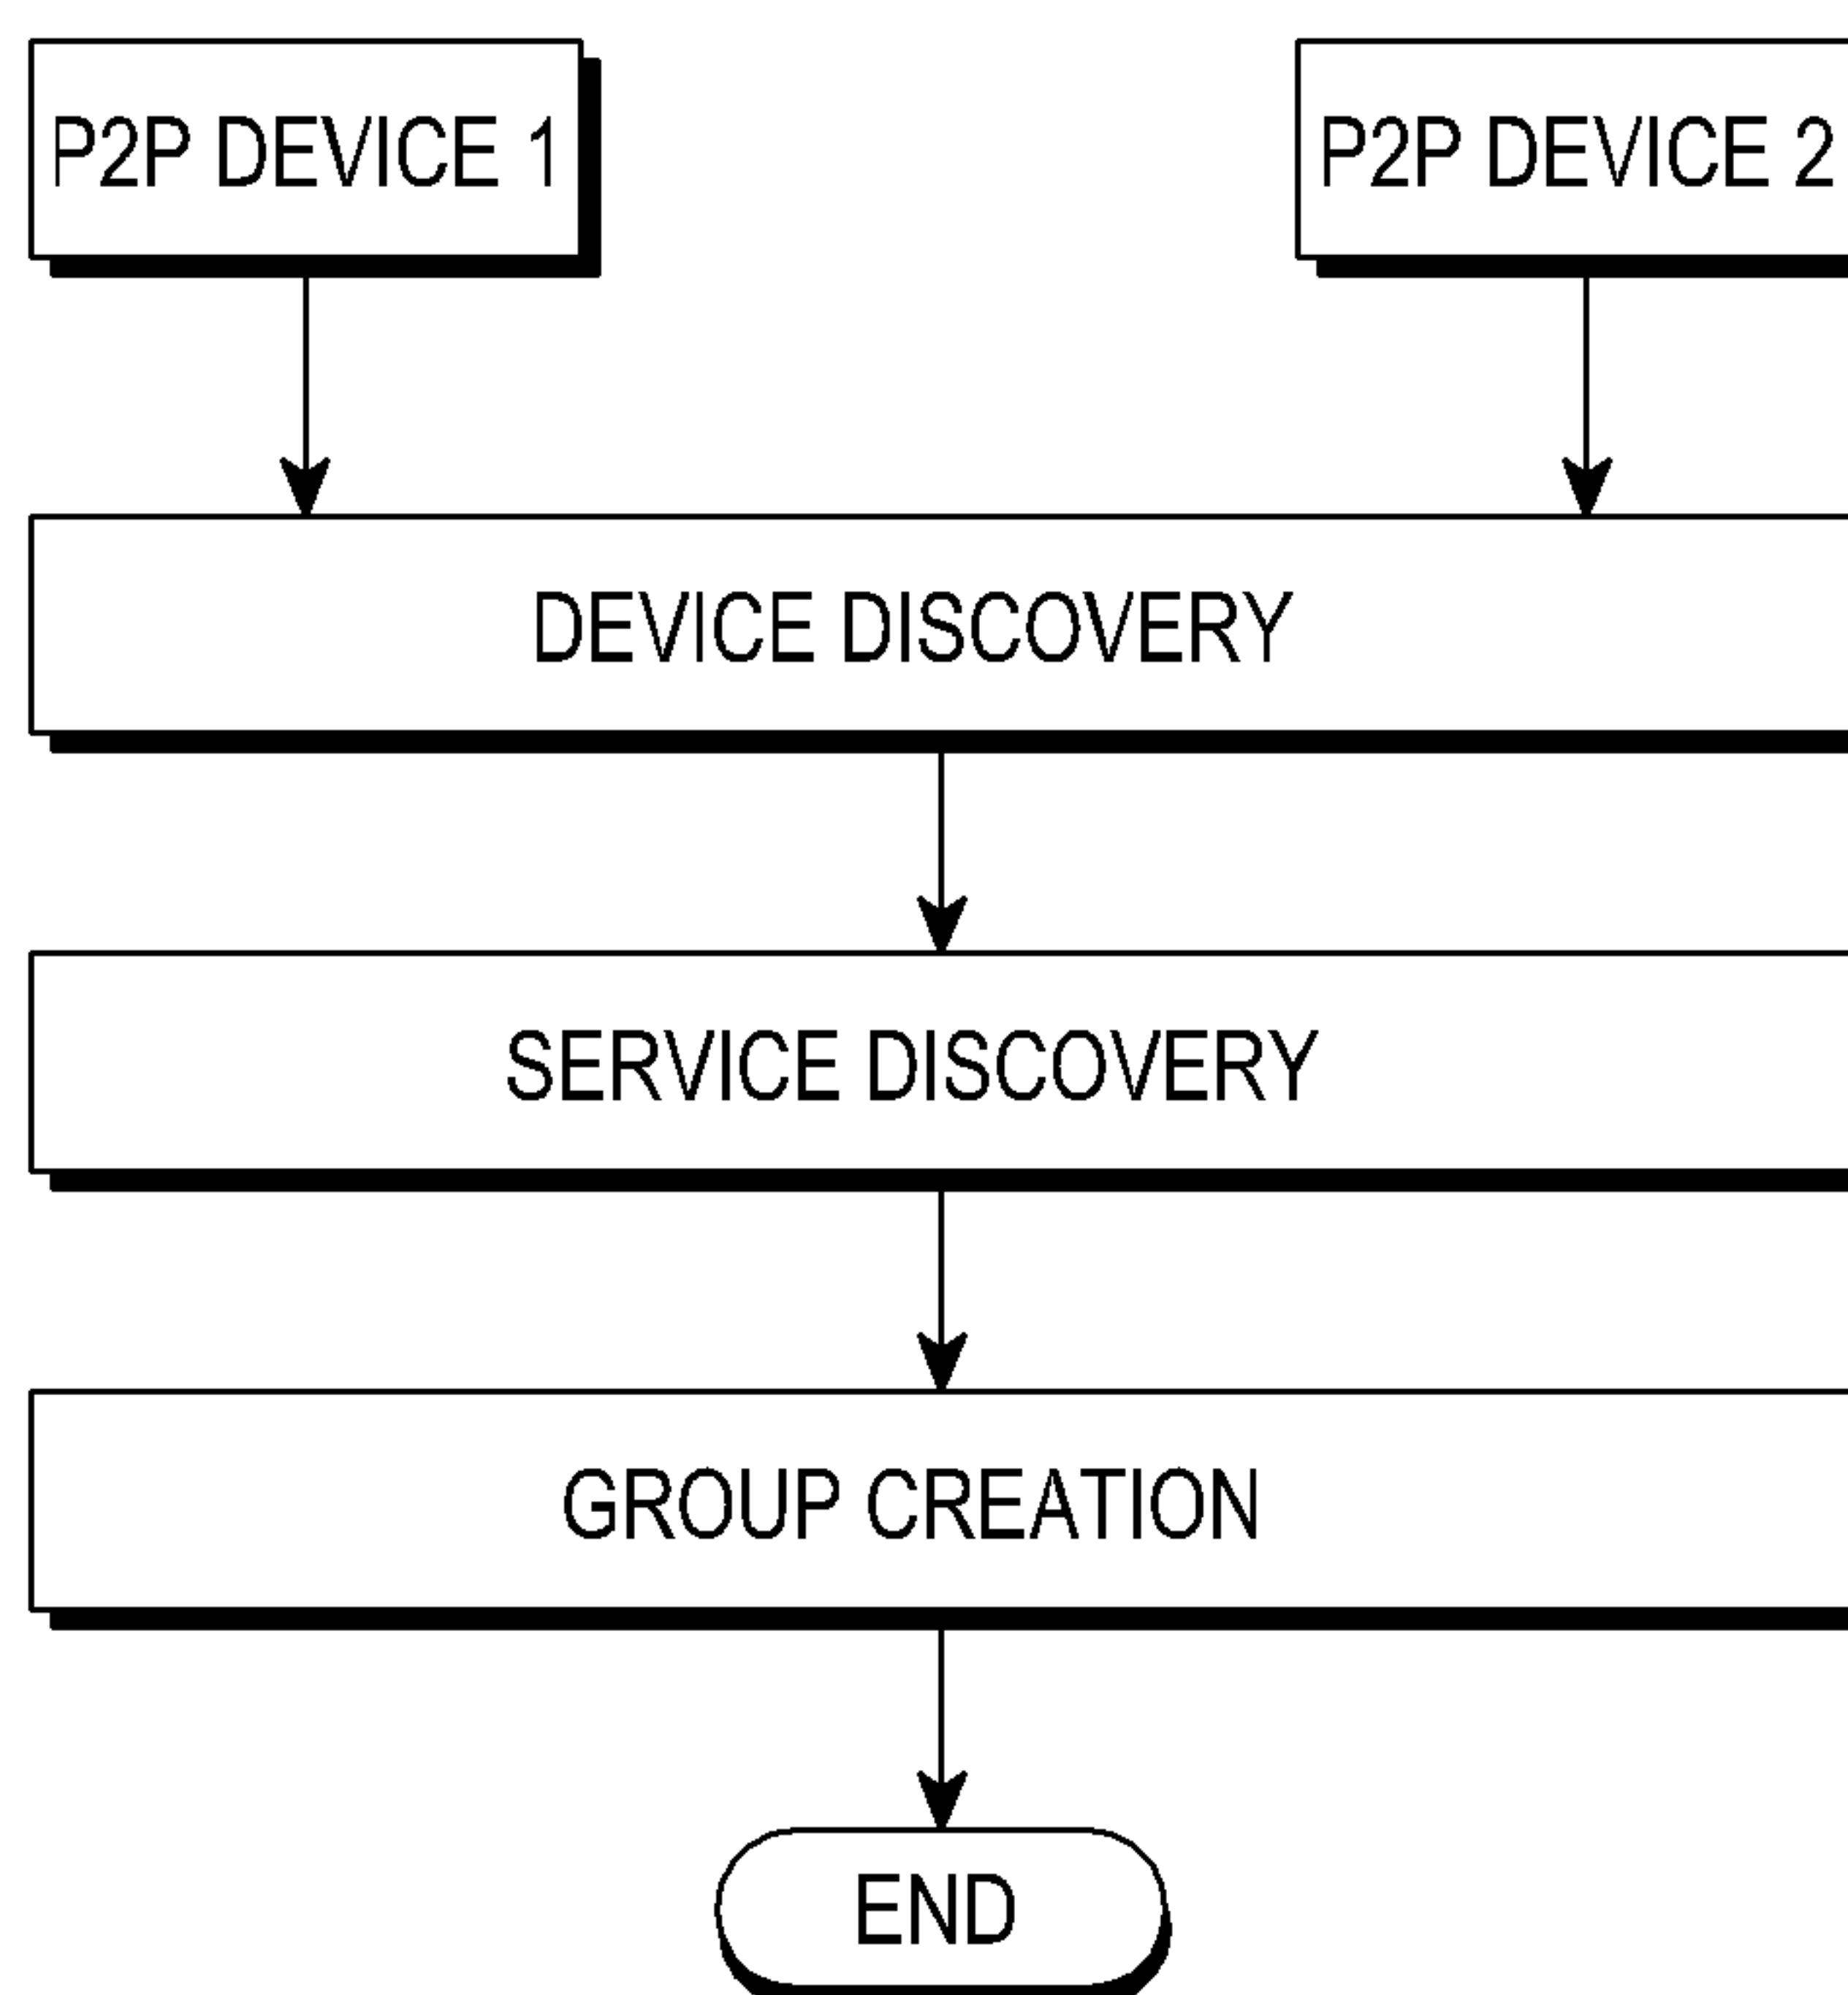 P2P DEVICE 1
P2P DEVICE 2
DEVICE DISCOVERY
SERVICE DISCOVERY
GROUP CREATION
END